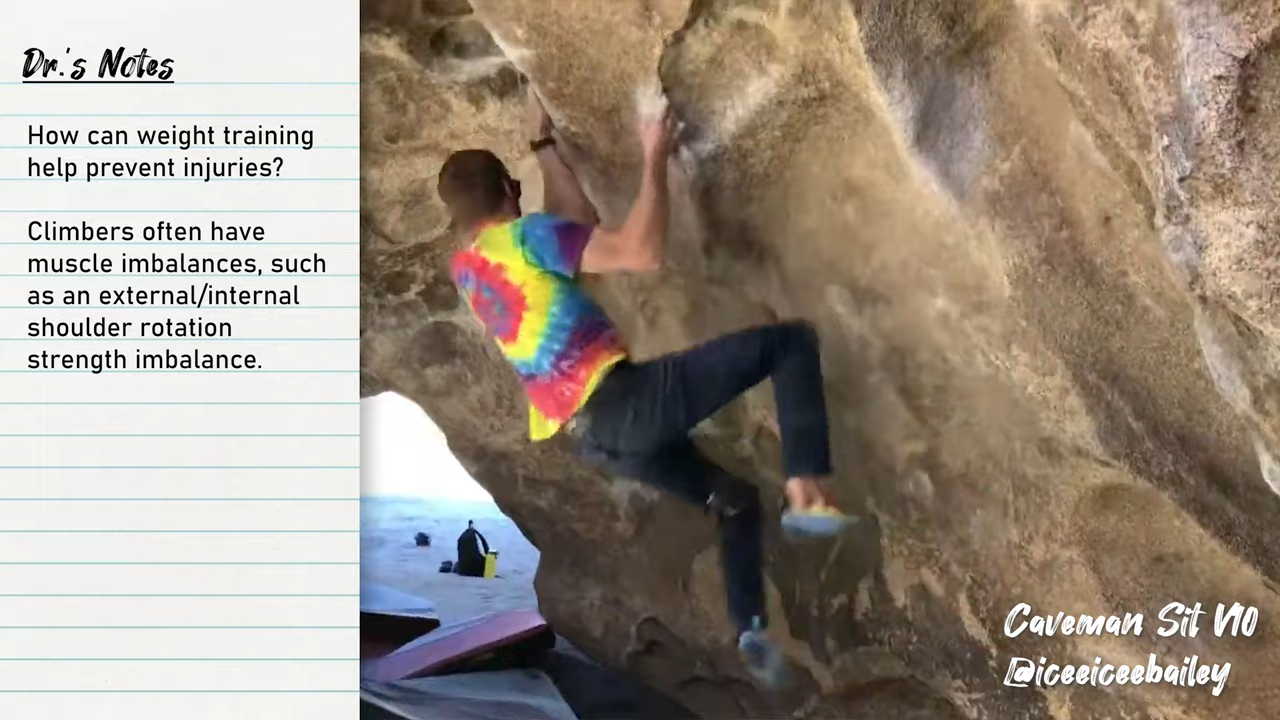 Dr.'s Notes
How can weight training
help prevent injuries?
Climbers often have
muscle imbalances, such
as an external/internal
shoulder rotation
strength imbalance.
Caveman Sit V10
@iceeiceebailey